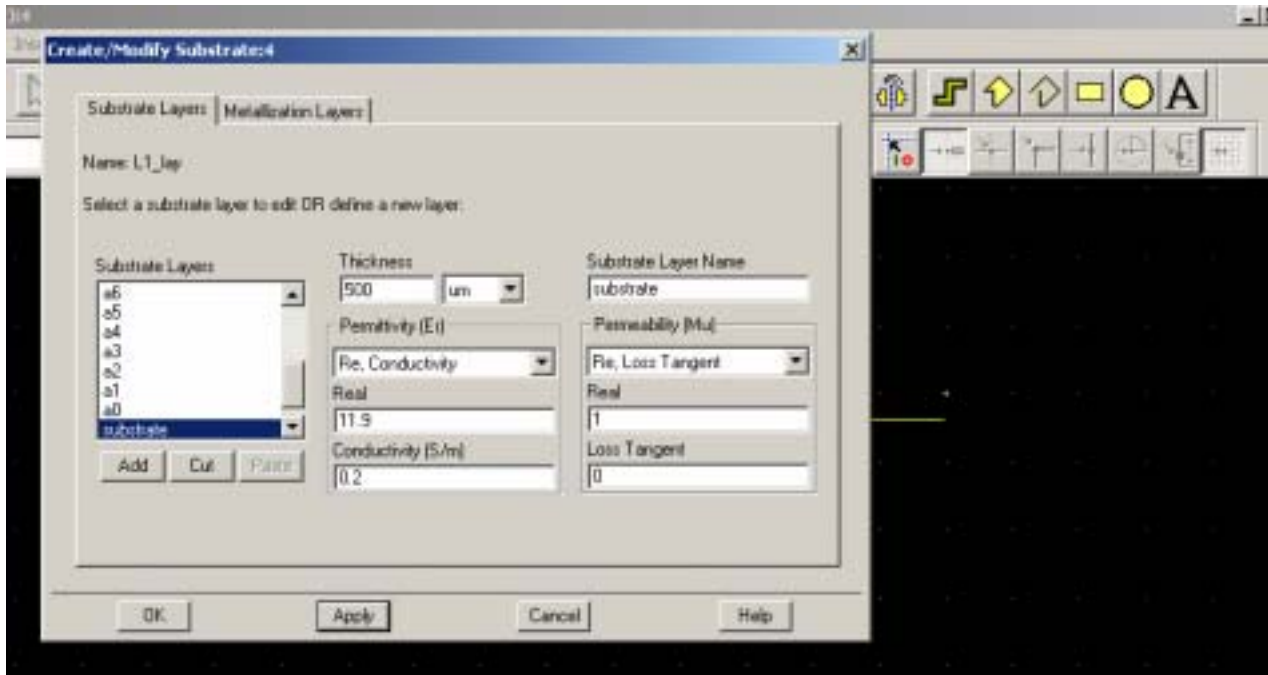 Create/Modify Substrate:4
Substrate Layers
Metallization Layers
Name: L1_lay
Select a substrate layer to edit OR define a new layer:
Substrate Layers
a6
a5
a4
a3
a2
a1
a0
substrate
Add
Cut
Paste
Thickness
500
um
Permittivity (Er)
Re, Conductivity
Real
11.9
Conductivity (S/m)
0.2
Substrate Layer Name
substrate
Permeability (Mu)
Re, Loss Tangent
Real
1
Loss Tangent
0
OK
Apply
Cancel
Help
A